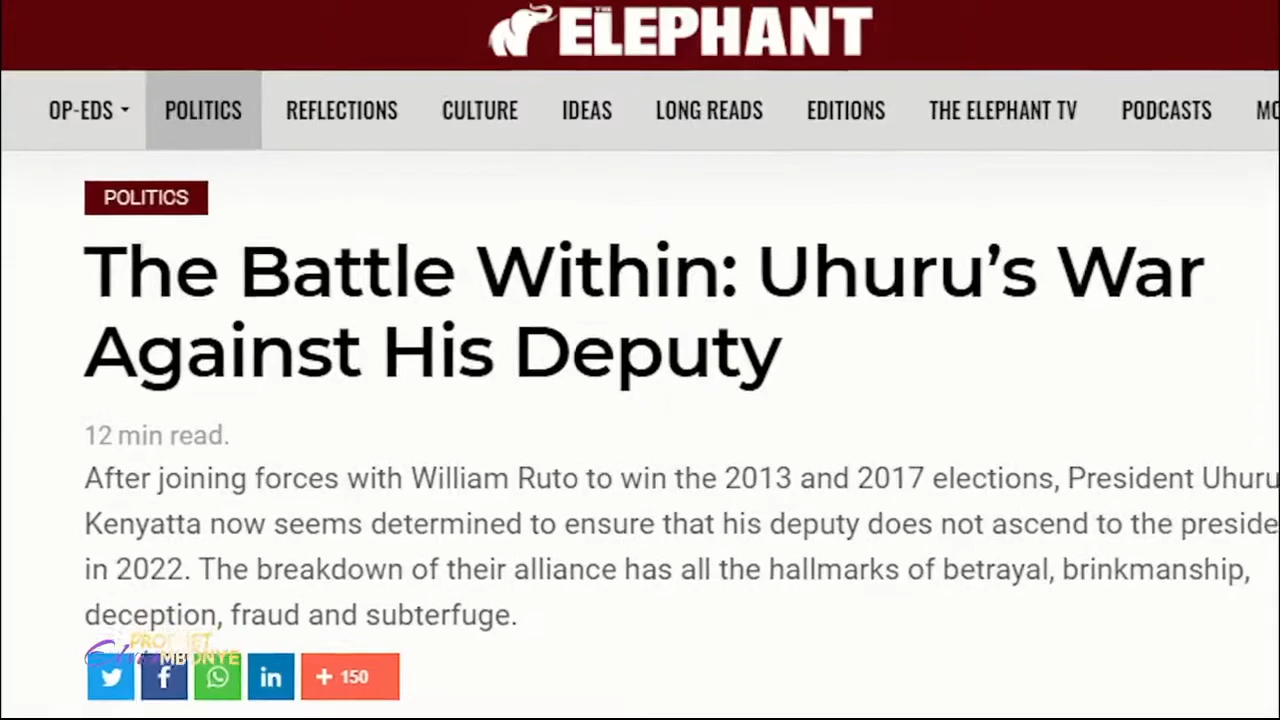 THE
ELEPHANT
OP-EDS POLITICS REFLECTIONS CULTURE IDEAS LONG READS EDITIONS THE ELEPHANT TV PODCASTS
POLITICS
The Battle Within: Uhuru’s War
Against His Deputy
12 min read.
After joining forces with William Ruto to win the 2013 and 2017 elections, President Uhuru
Kenyatta now seems determined to ensure that his deputy does not ascend to the
in 2022. The breakdown of their alliance has all the hallmarks of betrayal, brinkmanship,
deception, fraud and subterfuge.
+ 150